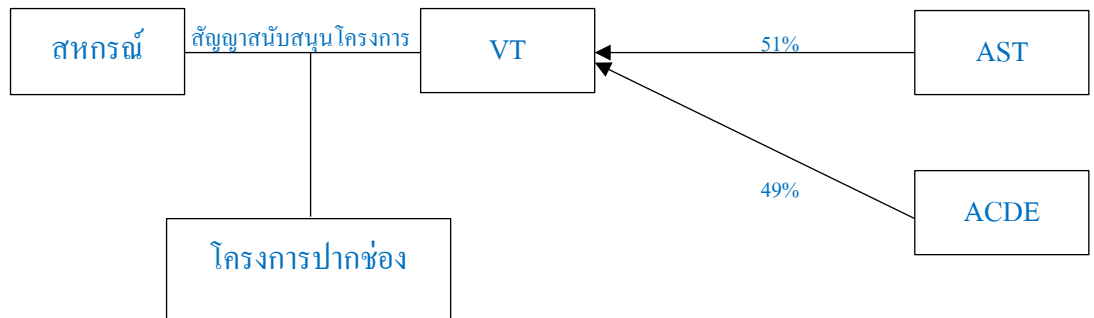 สหกรณ์
สัญญาสนับสนุนโครงการ
VT
51%
AST
49%
ACDE
โครงการปากช่อง